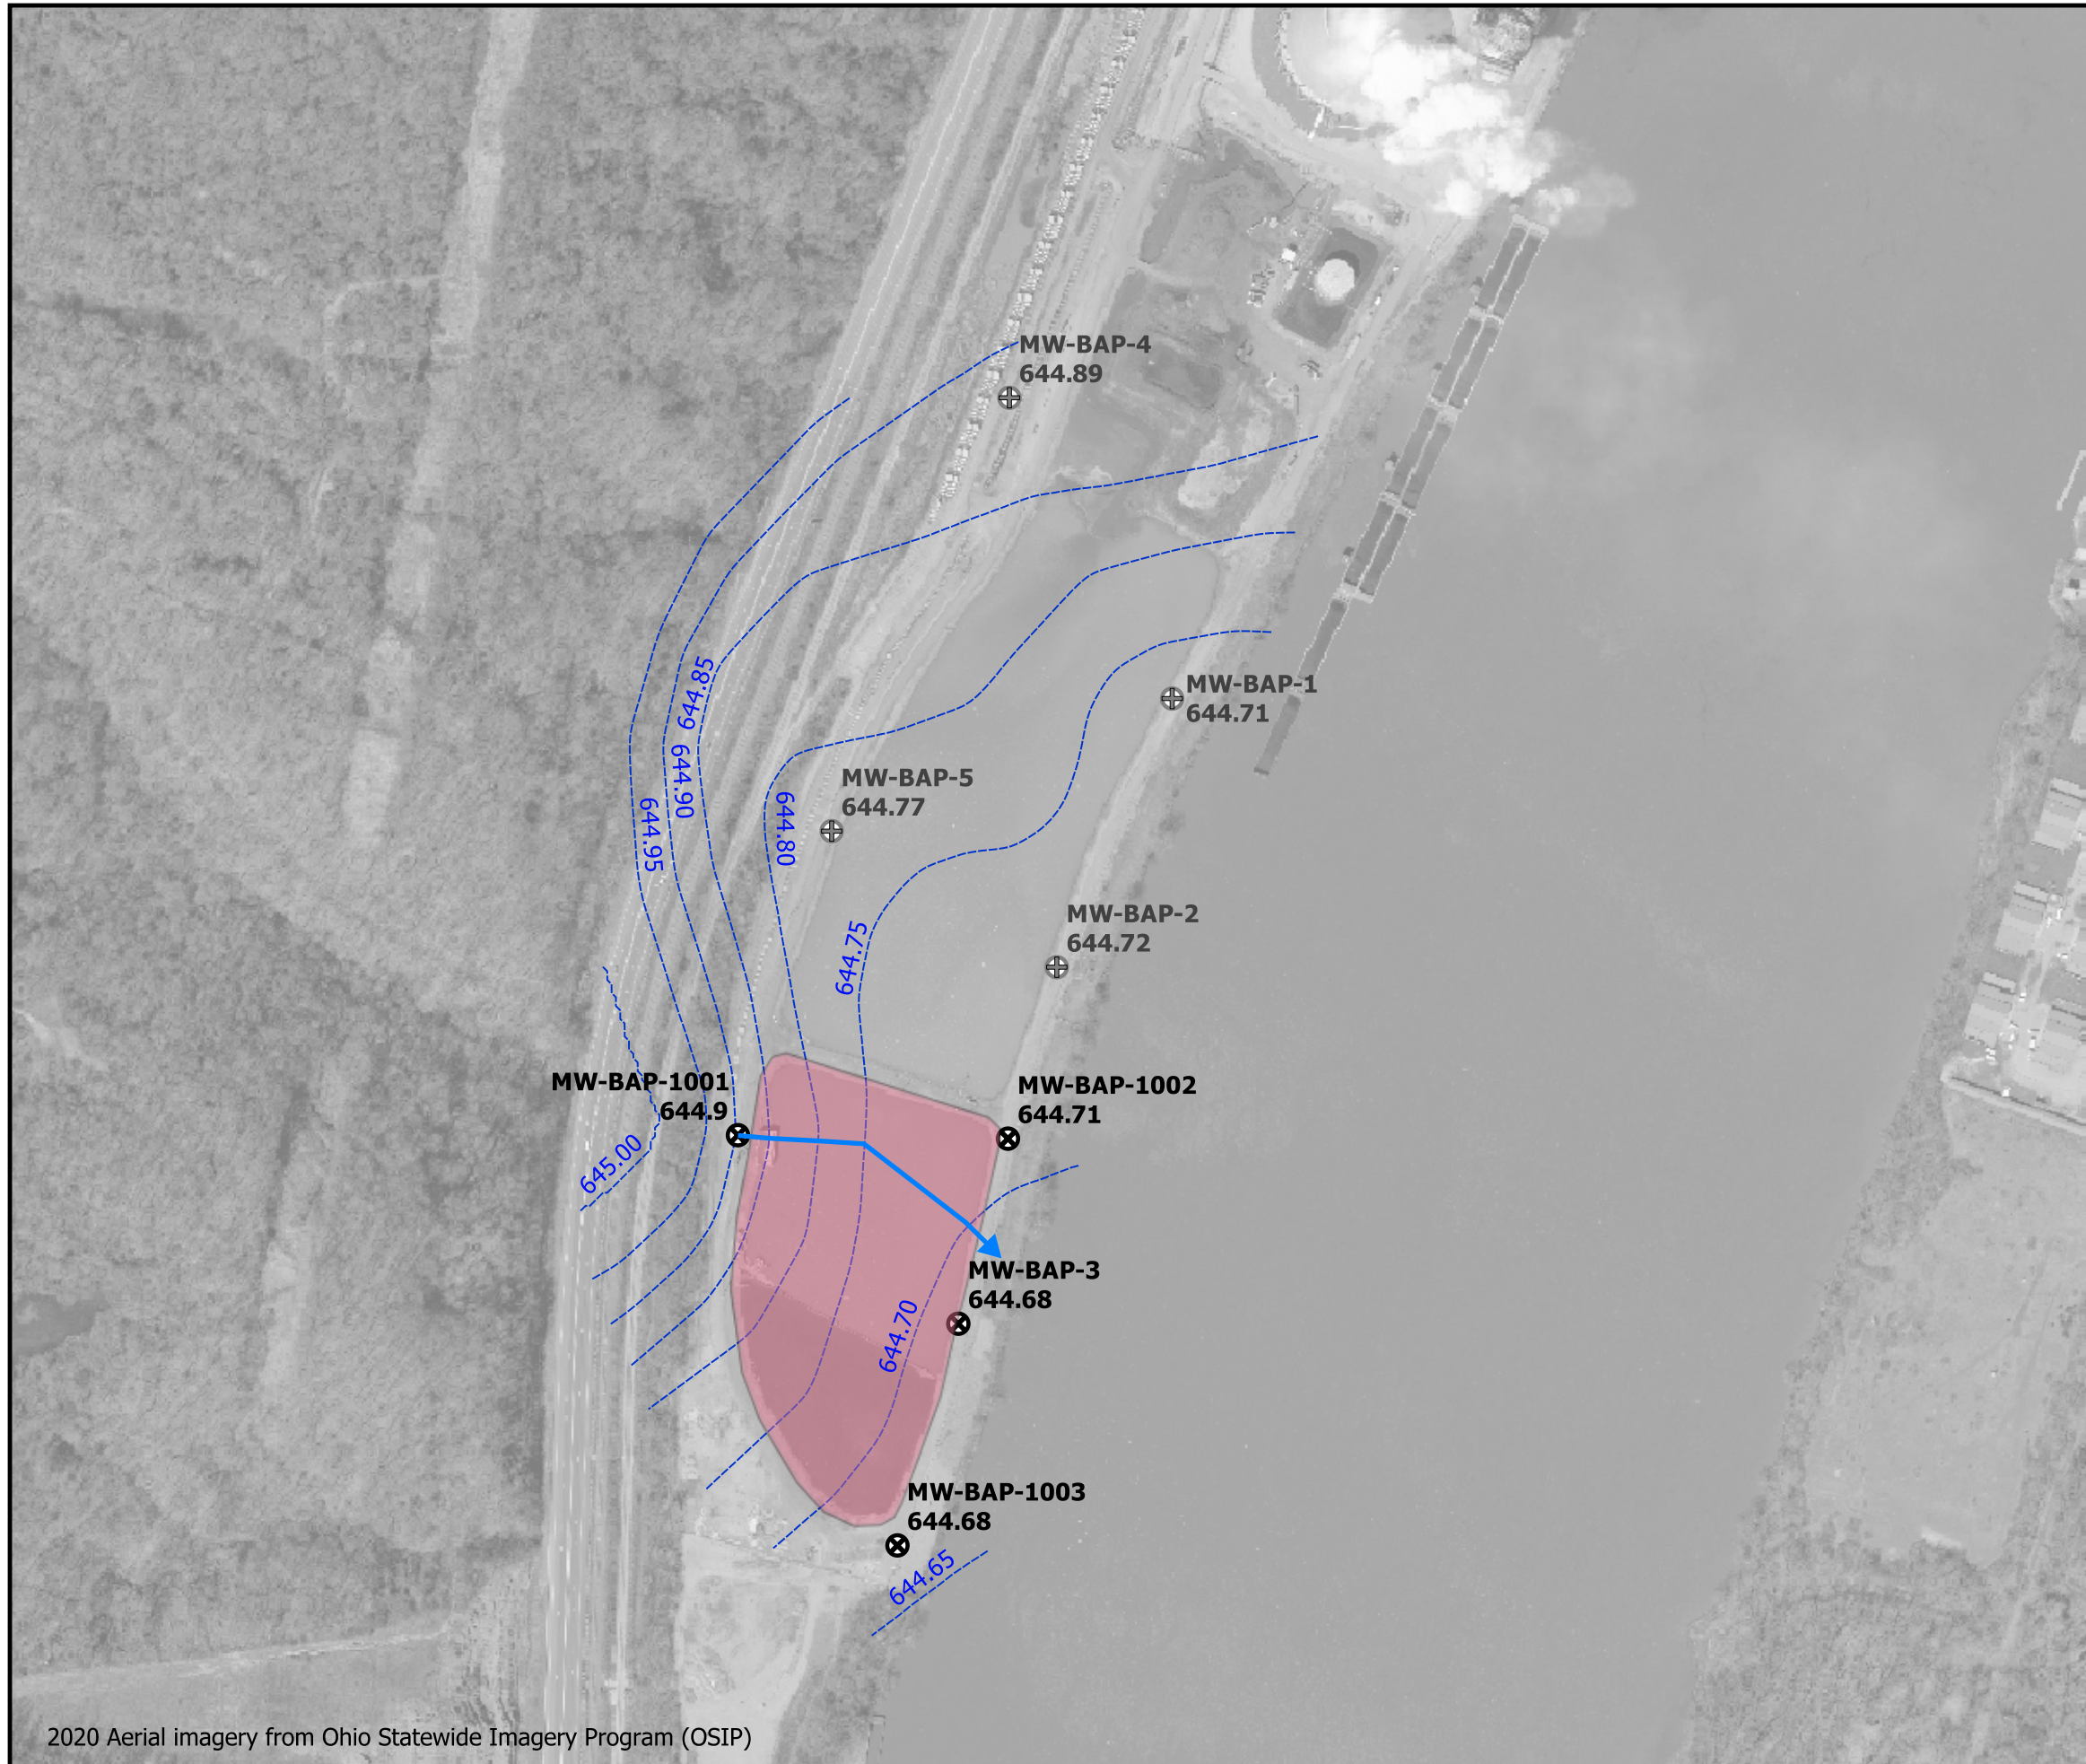 MW-BAP-4
644.89
644.85
MW-BAP-1
644.71
644.90
MW-BAP-5
644.77
644.95
644.80
MW-BAP-2
644.72
644.75
MW-BAP-1001
644.9
MW-BAP-1002
644.71
645.00
MW-BAP-3
644.68
644.70
MW-BAP-1003
644.68
644.65
2020 Aerial imagery from Ohio Statewide Imagery Program (OSIP)